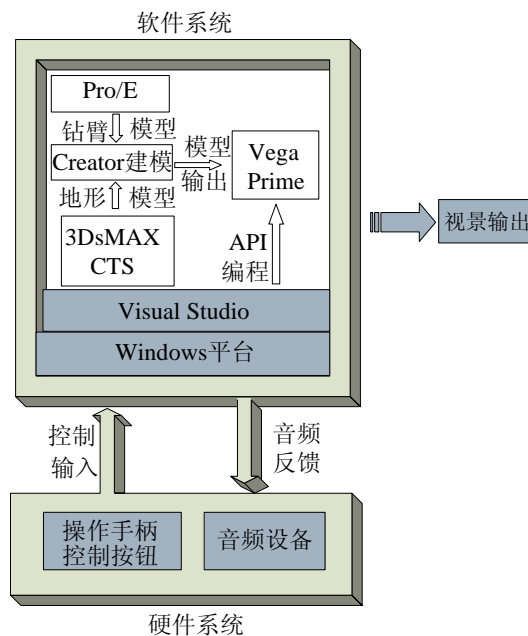 软件系统
Pro/E
钻臂 模型
Creator建模
模型
输出
Vega
Prime
地形 模型
3DsMAX
CTS
API
编程
视景输出
Visual Studio
Windows平台
控制
输入
音频
反馈
操作手柄
控制按钮
音频设备
硬件系统